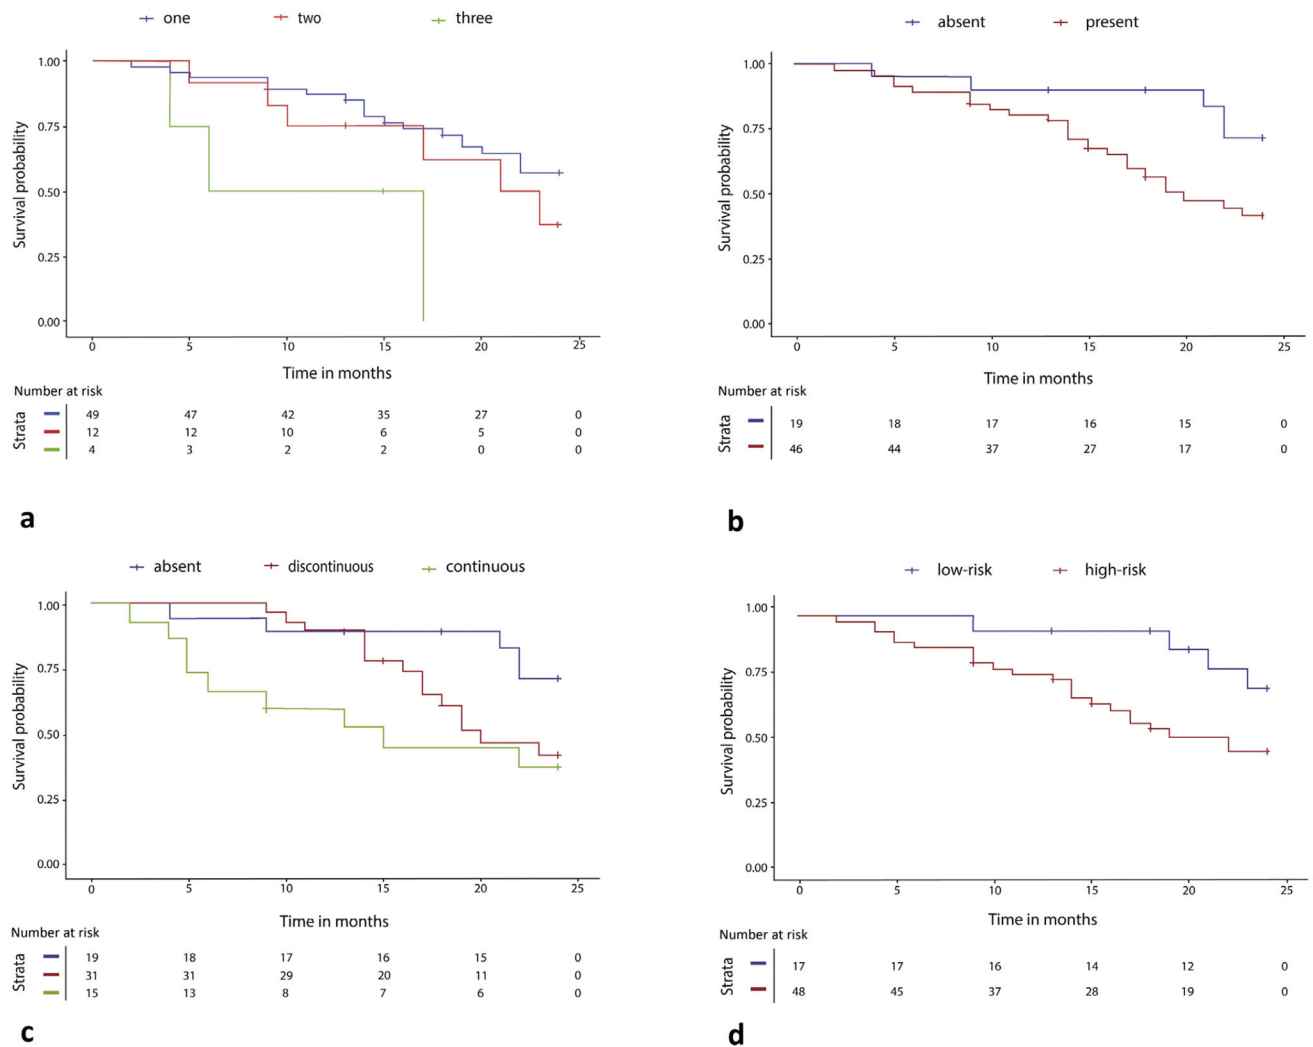 one two three
1.00
0.75
0.50
0.25
0.00
Survival probability
0 5 10 15 20 25
Time in months
Number at risk
Strata
49 47 42 35 27 0
12 12 10 6 5 0
4 3 2 2 0 0
a
absent present
1.00
0.75
0.50
0.25
0.00
Survival probability
0 5 10 15 20 25
Time in months
Number at risk
Strata
19 18 17 16 15 0
46 44 37 27 17 0
b
absent discontinuous continuous
1.00
0.75
0.50
0.25
0.00
Survival probability
0 5 10 15 20 25
Time in months
Number at risk
Strata
19 18 17 16 15 0
31 31 29 20 11 0
15 13 8 7 6 0
c
low-risk high-risk
1.00
0.75
0.50
0.25
0.00
Survival probability
0 5 10 15 20 25
Time in months
Number at risk
Strata
17 17 16 14 12 0
48 45 37 28 19 0
d